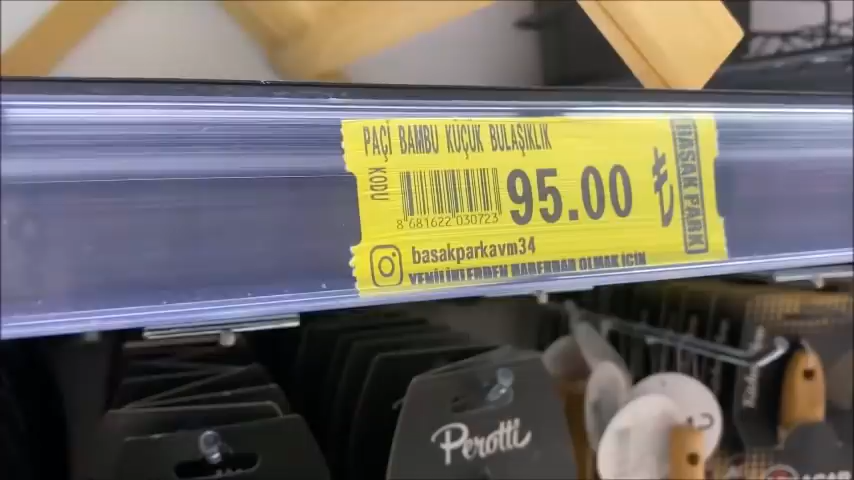 PAÇİ BAMBU KÜÇÜK BULAŞIKLIK
KODU
8 681622 030723
95.00 ₺
BAŞAK PARK
basakparkavm34
YENİLİKLERDEN HABERDAR OLMAK İÇİN
Perotti